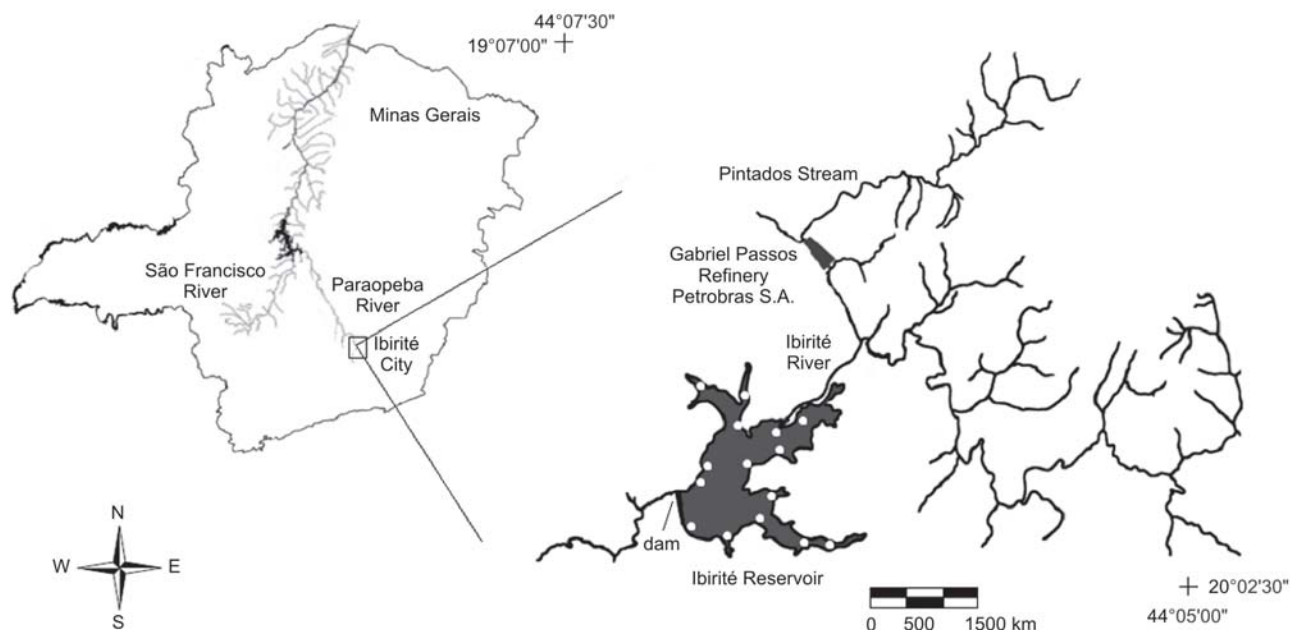 44°07'30"
19°07'00"
Minas Gerais
Pintados Stream
Gabriel Passos
Refinery
Petrobras S.A.
São Francisco
River
Paraopeba
River
Ibirité
City
Ibirité
River
dam
Ibirité Reservoir
N
W
E
S
20°02'30"
44°05'00"
0 500 1500 km